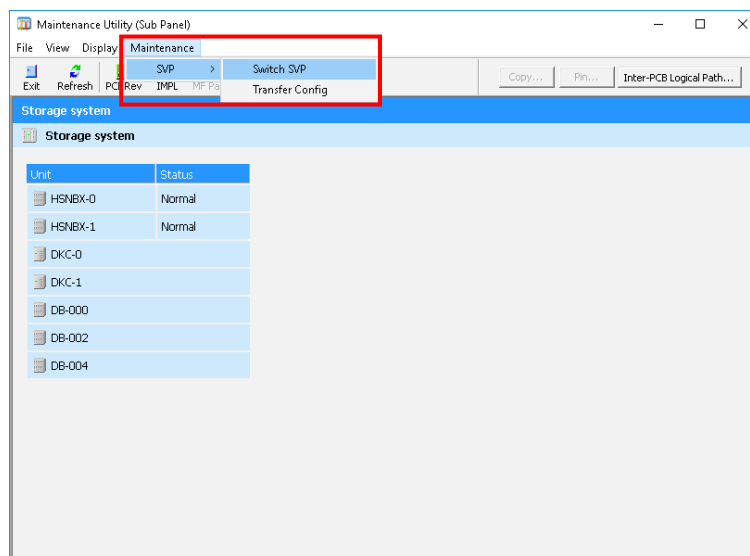 Maintenance Utility (Sub Panel)
File View Display Maintenance
SVP > Switch SVP
Transfer Config
Exit Refresh Rev IMPL MF Pa Copy... Pin... Inter-PCB Logical Path...
Storage system
Storage system
Unit Status
HSNBX-0 Normal
HSNBX-1 Normal
DKC-0
DKC-1
DB-000
DB-002
DB-004